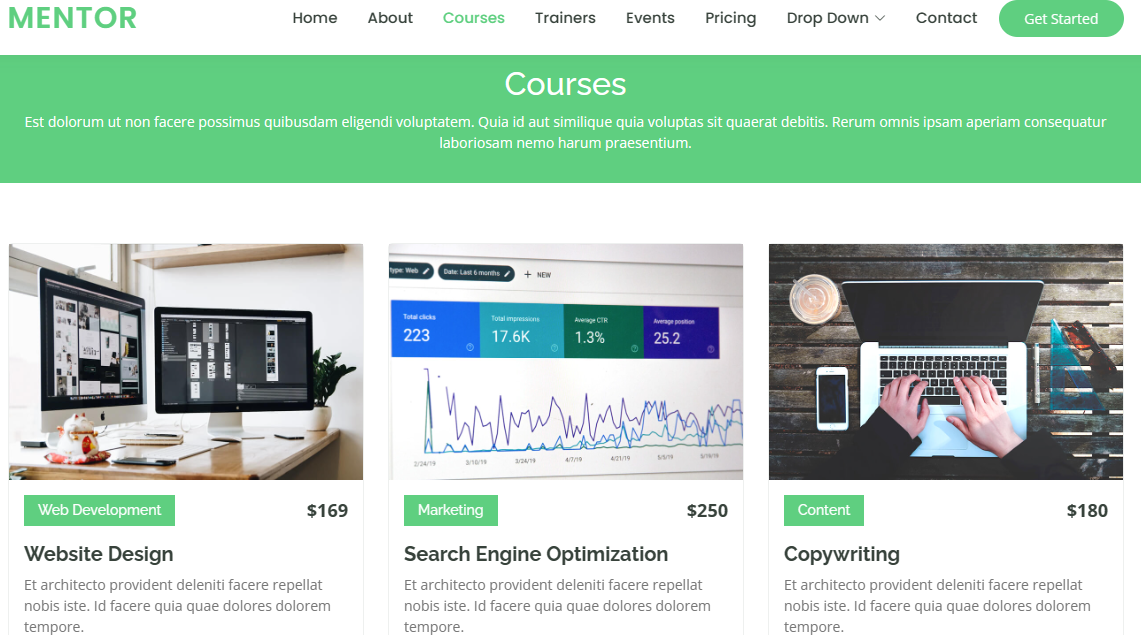 MENTOR
Home About Courses Trainers Events Pricing Drop Down Contact Get Started
Courses
Est dolorum ut non facere possimus quibusdam eligendi voluptatem. Quia id aut similique quia voluptas sit quaerat debitis. Rerum omnis ipsam aperiam consequatur
laboriosam nemo harum praesentium.
type: Web Date: Last 6 months + NEW
Total clicks Total impressions Average CTR Average position
223 17.6K 1.3% 25.2
2/24/19 3/10/19 3/24/19 4/7/19 4/21/19 5/5/19 5/19/19
Web Development $169
Website Design
Et architecto provident deleniti facere repellat
nobis iste. Id facere quia quae dolores dolorem
tempore.
Marketing $250
Search Engine Optimization
Et architecto provident deleniti facere repellat
nobis iste. Id facere quia quae dolores dolorem
tempore.
Content $180
Copywriting
Et architecto provident deleniti facere repellat
nobis iste. Id facere quia quae dolores dolorem
tempore.